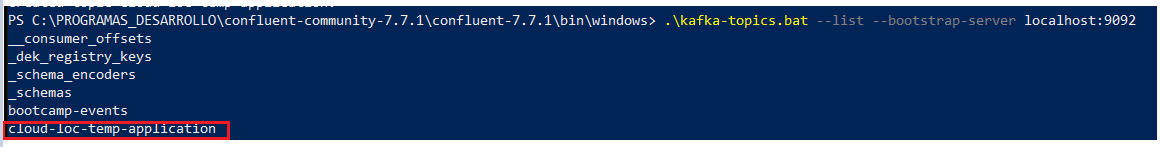 PS C:\PROGRAMAS_DESARROLLO\confluent-community-7.7.1\confluent-7.7.1\bin\windows> .\kafka-topics.bat --list --bootstrap-server localhost:9092
__consumer_offsets
_dek_registry_keys
_schema_encoders
_schemas
bootcamp-events
cloud-loc-temp-application